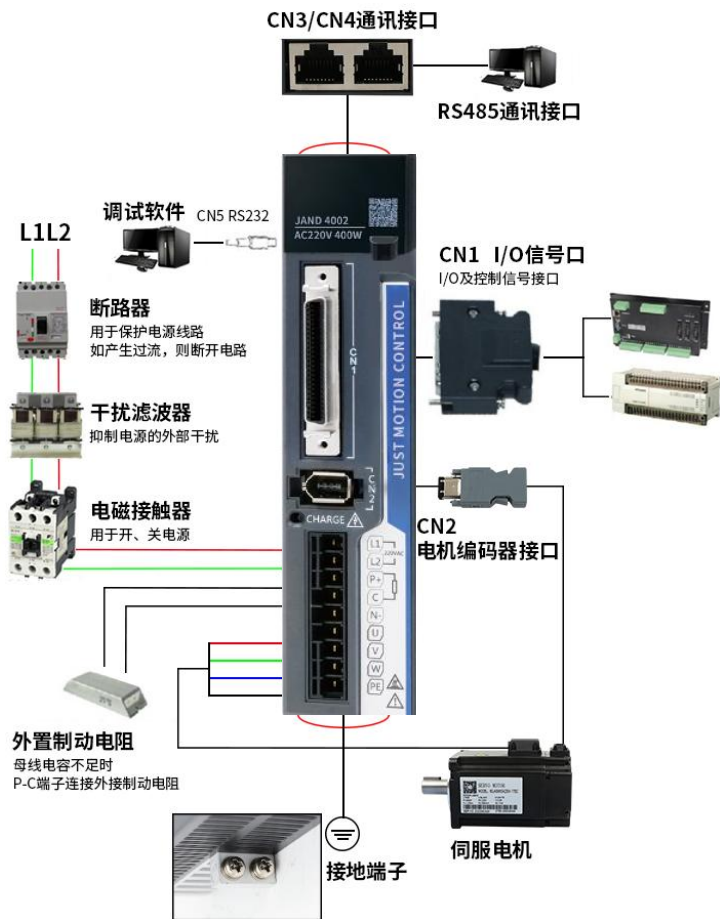 CN3/CN4通讯接口
RS485通讯接口
调试软件
CN5 RS232
JAND 4002
AC220V 400W
L1L2
CN1 I/O信号口
I/O及控制信号接口
断路器
用于保护电源线路
如产生过流，则断开电路
CN1
JUST MOTION CONTROL
干扰滤波器
抑制电源的外部干扰
CN2
电磁接触器
用于开、关电源
CHARGE
CN2
电机编码器接口
L1
220VAC
L2
P+
C
N-
U
V
W
PE
外置制动电阻
母线电容不足时
P-C端子连接外接制动电阻
SERVO MOTOR
接地端子
伺服电机